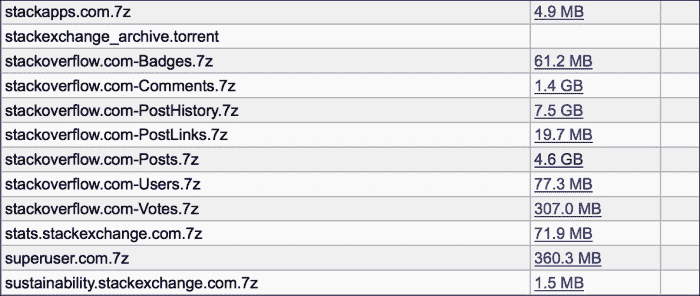 stackapps.com.7z 4.9 MB
stackexchange_archive.torrent
stackoverflow.com-Badges.7z 61.2 MB
stackoverflow.com-Comments.7z 1.4 GB
stackoverflow.com-PostHistory.7z 7.5 GB
stackoverflow.com-PostLinks.7z 19.7 MB
stackoverflow.com-Posts.7z 4.6 GB
stackoverflow.com-Users.7z 77.3 MB
stackoverflow.com-Votes.7z 307.0 MB
stats.stackexchange.com.7z 71.9 MB
superuser.com.7z 360.3 MB
sustainability.stackexchange.com.7z 1.5 MB